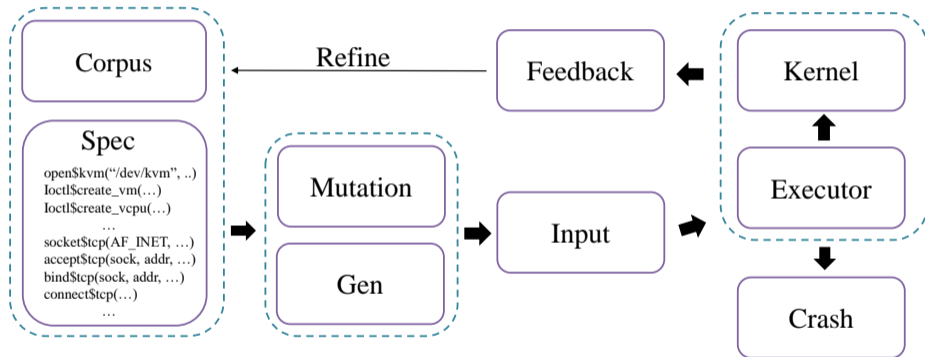 Corpus
Spec
open$kvm(“/dev/kvm”, ..)
Ioctl$create_vm(…)
Ioctl$create_vcpu(…)
…
socket$tcp(AF_INET, …)
accept$tcp(sock, addr, …)
bind$tcp(sock, addr, …)
connect$tcp(…)
…
Refine
Mutation
Gen
Feedback
Input
Kernel
Executor
Crash